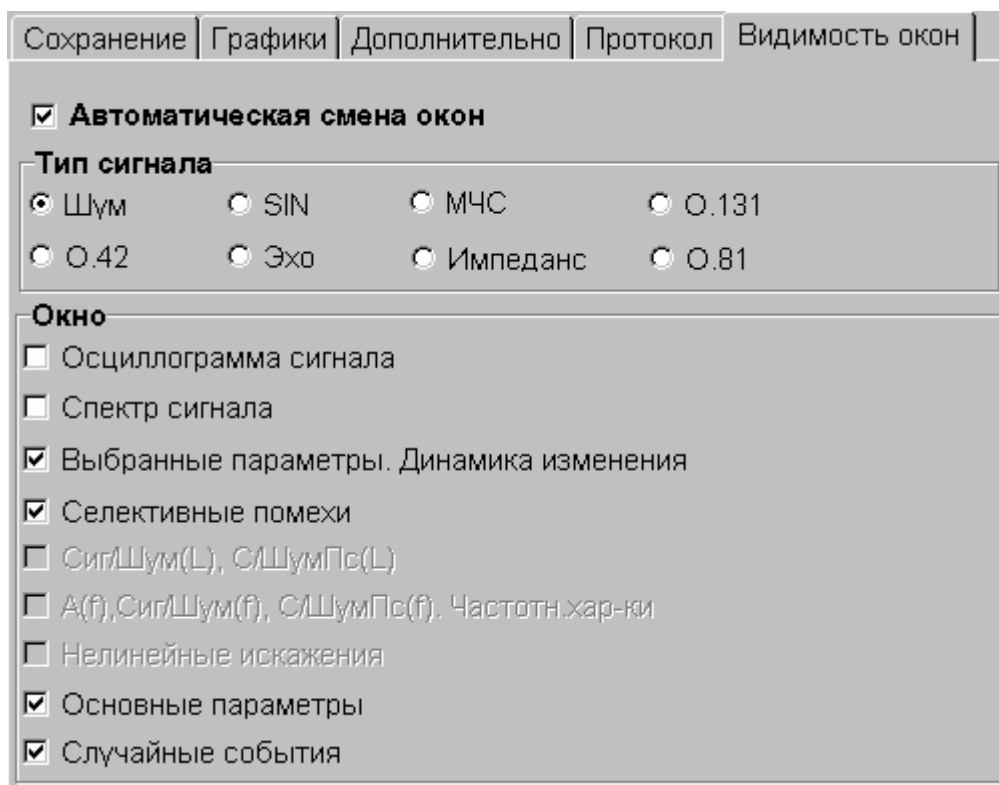 Сохранение Графики Дополнительно Протокол Видимость окон
Автоматическая смена окон
Тип сигнала
Шум SIN МЧС О.131
О.42 Эхо Импеданс О.81
Окно
Осциллограмма сигнала
Спектр сигнала
Выбранные параметры. Динамика изменения
Селективные помехи
Сиг/Шум(L), С/ШумПс(L)
A(f),Сиг/Шум(f), С/ШумПс(f). Частотн.хар-ки
Нелинейные искажения
Основные параметры
Случайные события